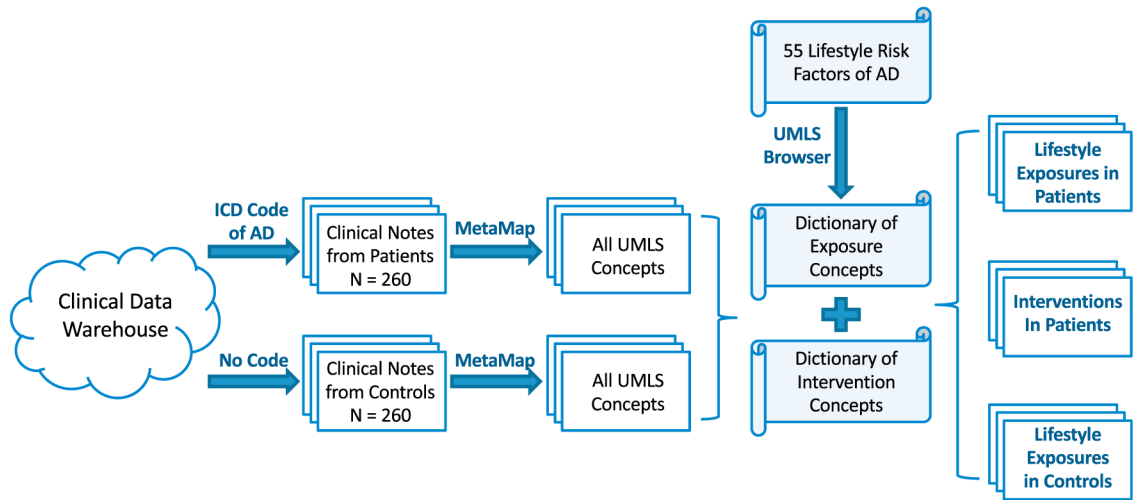 55 Lifestyle Risk
Factors of AD
UMLS
Browser
Lifestyle
Exposures in
Patients
ICD Code
of AD
Clinical Notes
from Patients
N = 260
MetaMap
All UMLS
Concepts
Dictionary of
Exposure
Concepts
Clinical Data
Warehouse
Interventions
In Patients
No Code
Clinical Notes
from Controls
N = 260
MetaMap
All UMLS
Concepts
Dictionary of
Intervention
Concepts
Lifestyle
Exposures
in Controls